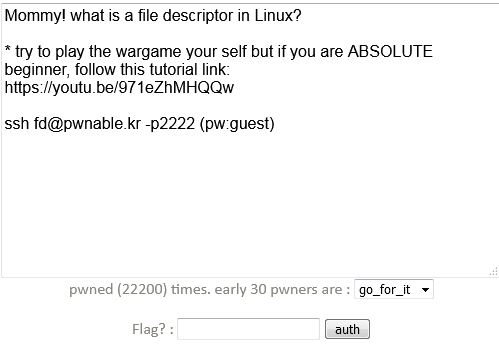 Mommy! what is a file descriptor in Linux?
* try to play the wargame your self but if you are ABSOLUTE
beginner, follow this tutorial link:
https://youtu.be/971eZhMHQQw
ssh fd@pwnable.kr -p2222 (pw:guest)
pwned (22200) times. early 30 pwners are : go_for_it
Flag? : auth